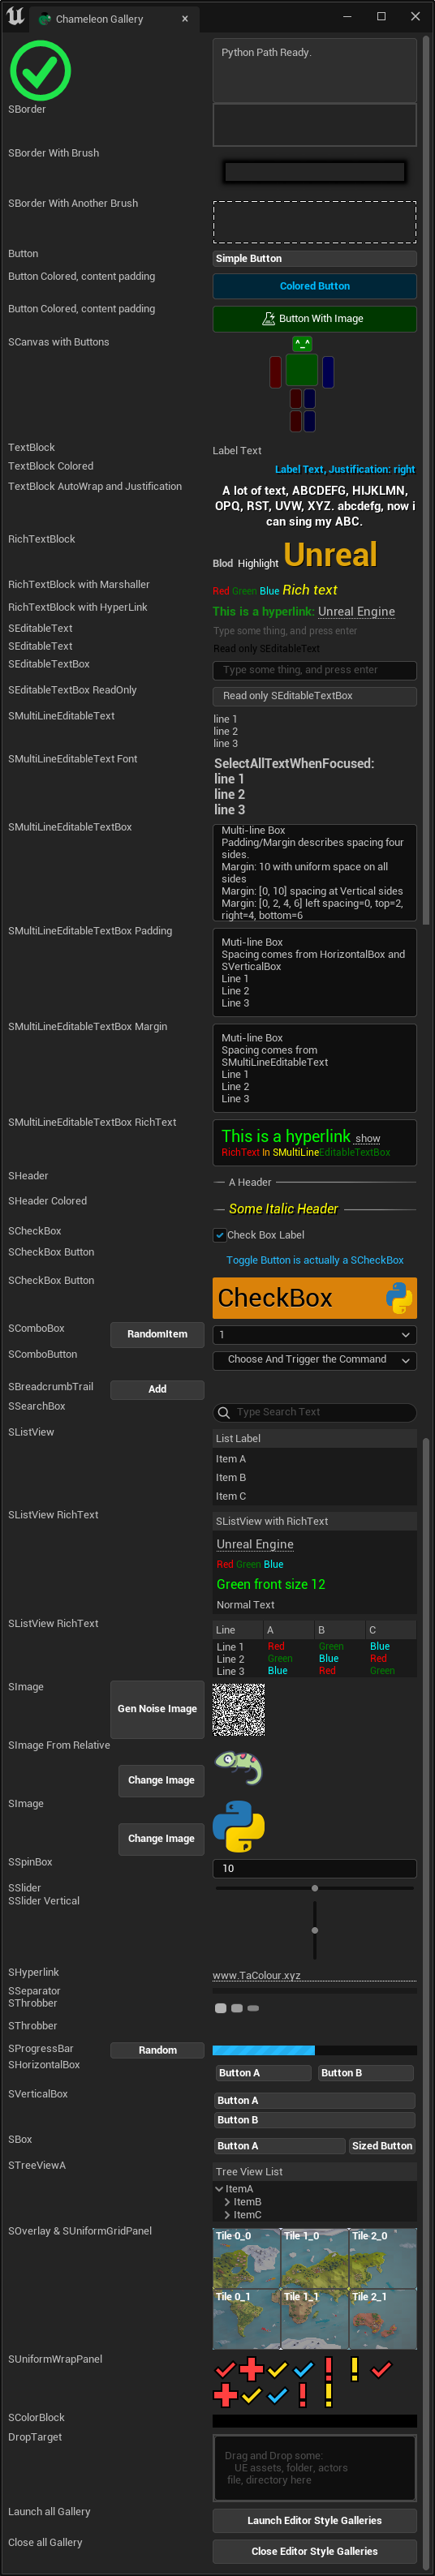 Chameleon Gallery
Python Path Ready.
SBorder
SBorder With Brush
SBorder With Another Brush
Button
Simple Button
Button Colored, content padding
Colored Button
Button Colored, content padding
Button With Image
SCanvas with Buttons
^_^
TextBlock
Label Text
TextBlock Colored
Label Text, Justification: right
TextBlock AutoWrap and Justification
A lot of text, ABCDEFG, HIJKLMN,
OPQ, RST, UVW, XYZ. abcdefg, now i
can sing my ABC.
RichTextBlock
Blod Highlight Unreal
RichTextBlock with Marshaller
Red Green Blue Rich text
RichTextBlock with HyperLink
This is a hyperlink: Unreal Engine
SEditableText
Type some thing, and press enter
SEditableText
Read only SEditableText
SEditableTextBox
Type some thing, and press enter
SEditableTextBox ReadOnly
Read only SEditableTextBox
SMultiLineEditableText
line 1
line 2
line 3
SMultiLineEditableText Font
SelectAllTextWhenFocused:
line 1
line 2
line 3
SMultiLineEditableTextBox
Multi-line Box
Padding/Margin describes spacing four
sides.
Margin: 10 with uniform space on all
sides
Margin: [0, 10] spacing at Vertical sides
Margin: [0, 2, 4, 6] left spacing=0, top=2,
right=4, bottom=6
SMultiLineEditableTextBox Padding
Muti-line Box
Spacing comes from HorizontalBox and
SVerticalBox
Line 1
Line 2
Line 3
SMultiLineEditableTextBox Margin
Muti-line Box
Spacing comes from
SMultiLineEditableText
Line 1
Line 2
Line 3
SMultiLineEditableTextBox RichText
This is a hyperlink show
RichText In SMultiLineEditableTextBox
SHeader
A Header
SHeader Colored
Some Italic Header
SCheckBox
Check Box Label
SCheckBox Button
Toggle Button is actually a SCheckBox
SCheckBox Button
CheckBox
SComboBox
RandomItem
1
SComboButton
Choose And Trigger the Command
SBreadcrumbTrail
Add
SSearchBox
Type Search Text
SListView
List Label
Item A
Item B
Item C
SListView RichText
SListView with RichText
Unreal Engine
Red Green Blue
Green front size 12
Normal Text
SListView RichText
Line A B C
Line 1 Red Green Blue
Line 2 Green Blue Red
Line 3 Blue Red Green
SImage
Gen Noise Image
SImage From Relative
Change Image
SImage
Change Image
SSpinBox
10
SSlider
SSlider Vertical
SHyperlink
www.TaColour.xyz
SSeparator
SThrobber
SThrobber
SProgressBar
Random
SHorizontalBox
Button A Button B
SVerticalBox
Button A
Button B
SBox
Button A Sized Button
STreeViewA
Tree View List
ItemA
ItemB
ItemC
SOverlay & SUniformGridPanel
Tile 0_0 Tile 1_0 Tile 2_0
Tile 0_1 Tile 1_1 Tile 2_1
SUniformWrapPanel
SColorBlock
DropTarget
Drag and Drop some:
UE assets, folder, actors
file, directory here
Launch all Gallery
Launch Editor Style Galleries
Close all Gallery
Close Editor Style Galleries